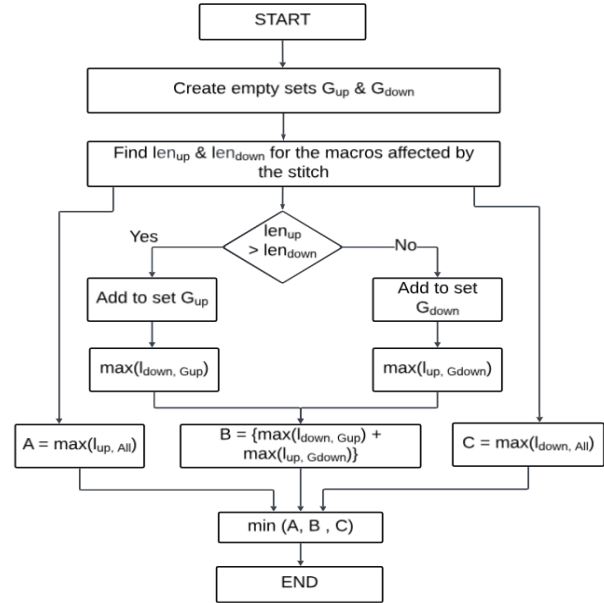 START
Create empty sets Gup & Gdown
Find lenup & lendown for the macros affected by
the stitch
lenup
> lendown
Yes
No
Add to set Gup
Add to set
Gdown
max(ldown, Gup)
max(lup, Gdown)
A = max(lup, All)
B = {max(ldown, Gup) +
max(lup, Gdown)}
C = max(ldown, All)
min (A, B , C)
END